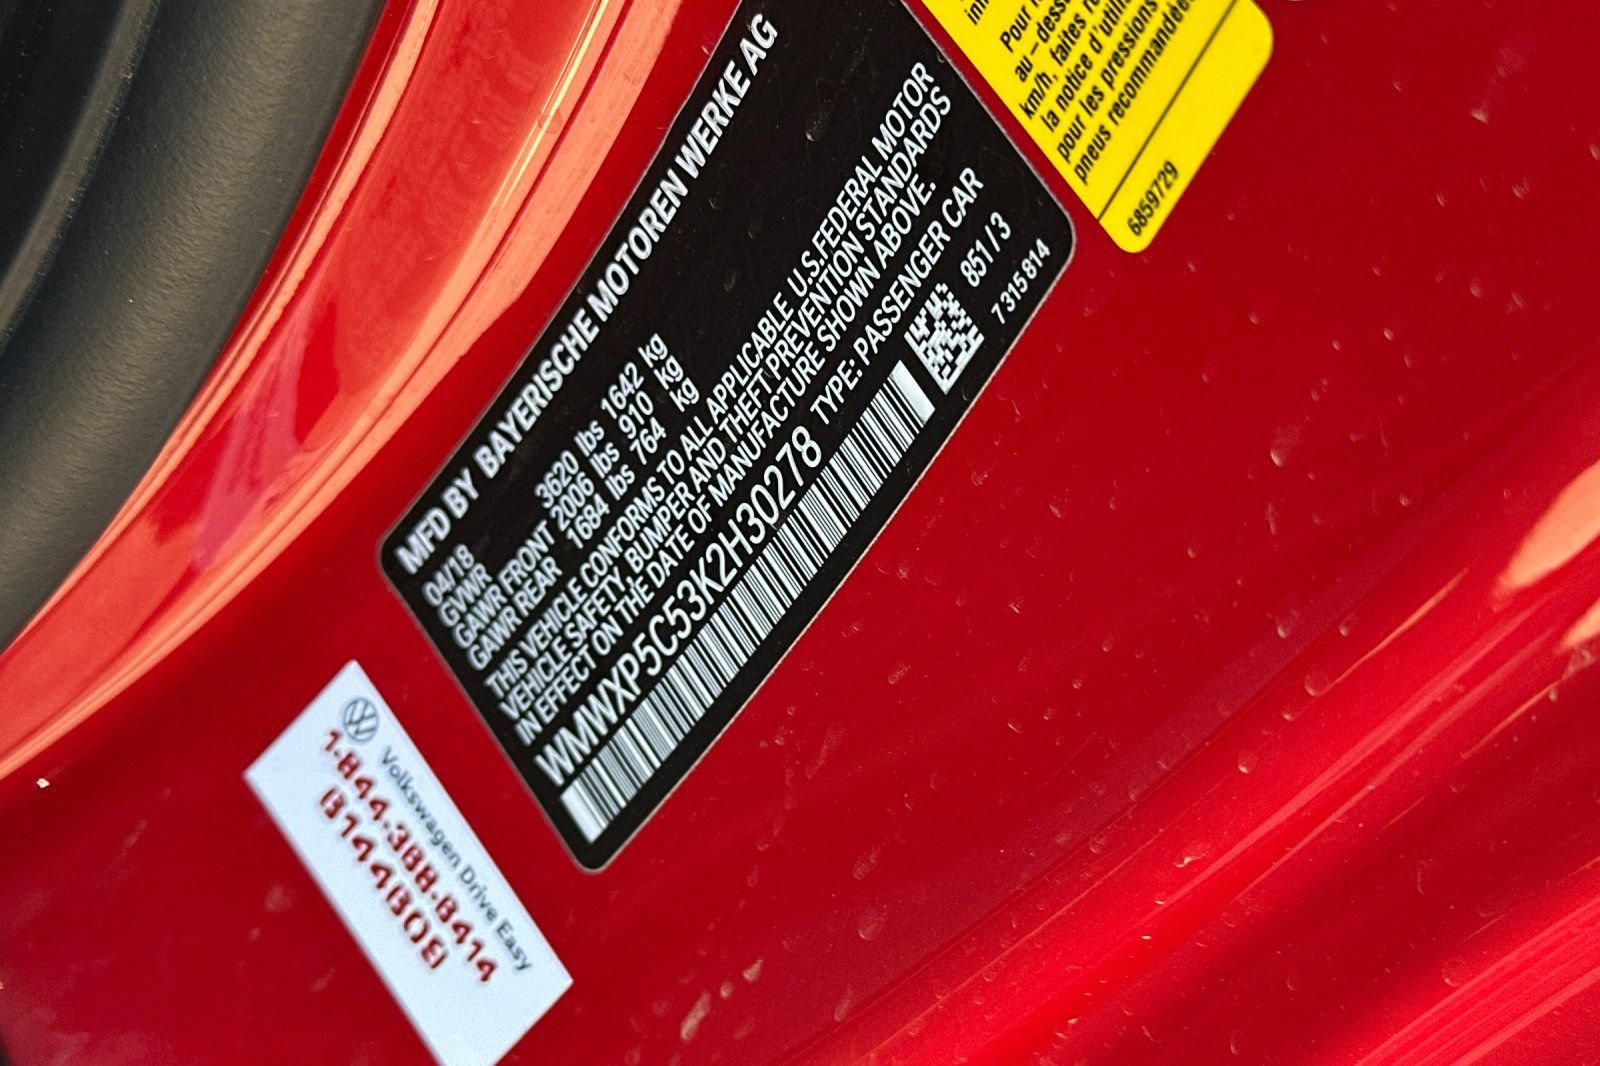 MFD BY BAYERISCHE MOTOREN WERKE AG
04/18
GVWR 3620 lbs 1642 kg
GAWR FRONT 2006 lbs 910 kg
GAWR REAR 1684 lbs 764 kg
THIS VEHICLE CONFORMS TO ALL APPLICABLE U.S.FEDERAL MOTOR
VEHICLE SAFETY, BUMPER AND THEFT PREVENTION STANDARDS
IN EFFECT ON THE DATE OF MANUFACTURE SHOWN ABOVE.
WMWXP5C53K2H30278 TYPE: PASSENGER CAR
851/3
7 315 814
Pour
au-dess
km/h, faites
la notice d'utili
pour les pressions
pneus recommandées
6859729
Volkswagen Drive Easy
1-844-388-8414